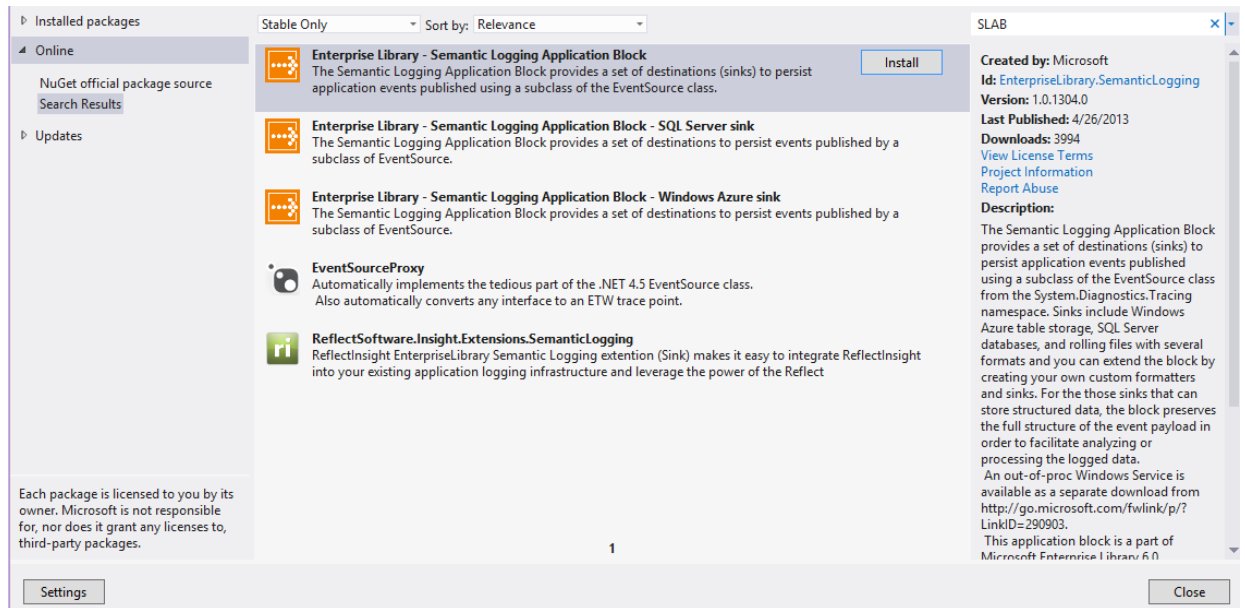 Installed packages
Online
NuGet official package source
Search Results
Updates
Each package is licensed to you by its
owner. Microsoft is not responsible
for, nor does it grant any licenses to,
third-party packages.
Stable Only
Sort by: Relevance
Enterprise Library - Semantic Logging Application Block
The Semantic Logging Application Block provides a set of destinations (sinks) to persist
application events published using a subclass of the EventSource class.
Install
Enterprise Library - Semantic Logging Application Block - SQL Server sink
The Semantic Logging Application Block provides a set of destinations to persist events published by a
subclass of EventSource.
Enterprise Library - Semantic Logging Application Block - Windows Azure sink
The Semantic Logging Application Block provides a set of destinations to persist events published by a
subclass of EventSource.
EventSourceProxy
Automatically implements the tedious part of the .NET 4.5 EventSource class.
Also automatically converts any interface to an ETW trace point.
ri
ReflectSoftware.Insight.Extensions.SemanticLogging
ReflectInsight EnterpriseLibrary Semantic Logging extention (Sink) makes it easy to integrate ReflectInsight
into your existing application logging infrastructure and leverage the power of the Reflect
1
SLAB
Created by: Microsoft
Id: EnterpriseLibrary.SemanticLogging
Version: 1.0.1304.0
Last Published: 4/26/2013
Downloads: 3994
View License Terms
Project Information
Report Abuse
Description:
The Semantic Logging Application Block
provides a set of destinations (sinks) to
persist application events published
using a subclass of the EventSource class
from the System.Diagnostics.Tracing
namespace. Sinks include Windows
Azure table storage, SQL Server
databases, and rolling files with several
formats and you can extend the block by
creating your own custom formatters
and sinks. For the those sinks that can
store structured data, the block preserves
the full structure of the event payload in
order to facilitate analyzing or
processing the logged data.
An out-of-proc Windows Service is
available as a separate download from
http://go.microsoft.com/fwlink/p/?
LinkID=290903.
This application block is a part of
Microsoft Enterprise Library 6.0
Settings
Close